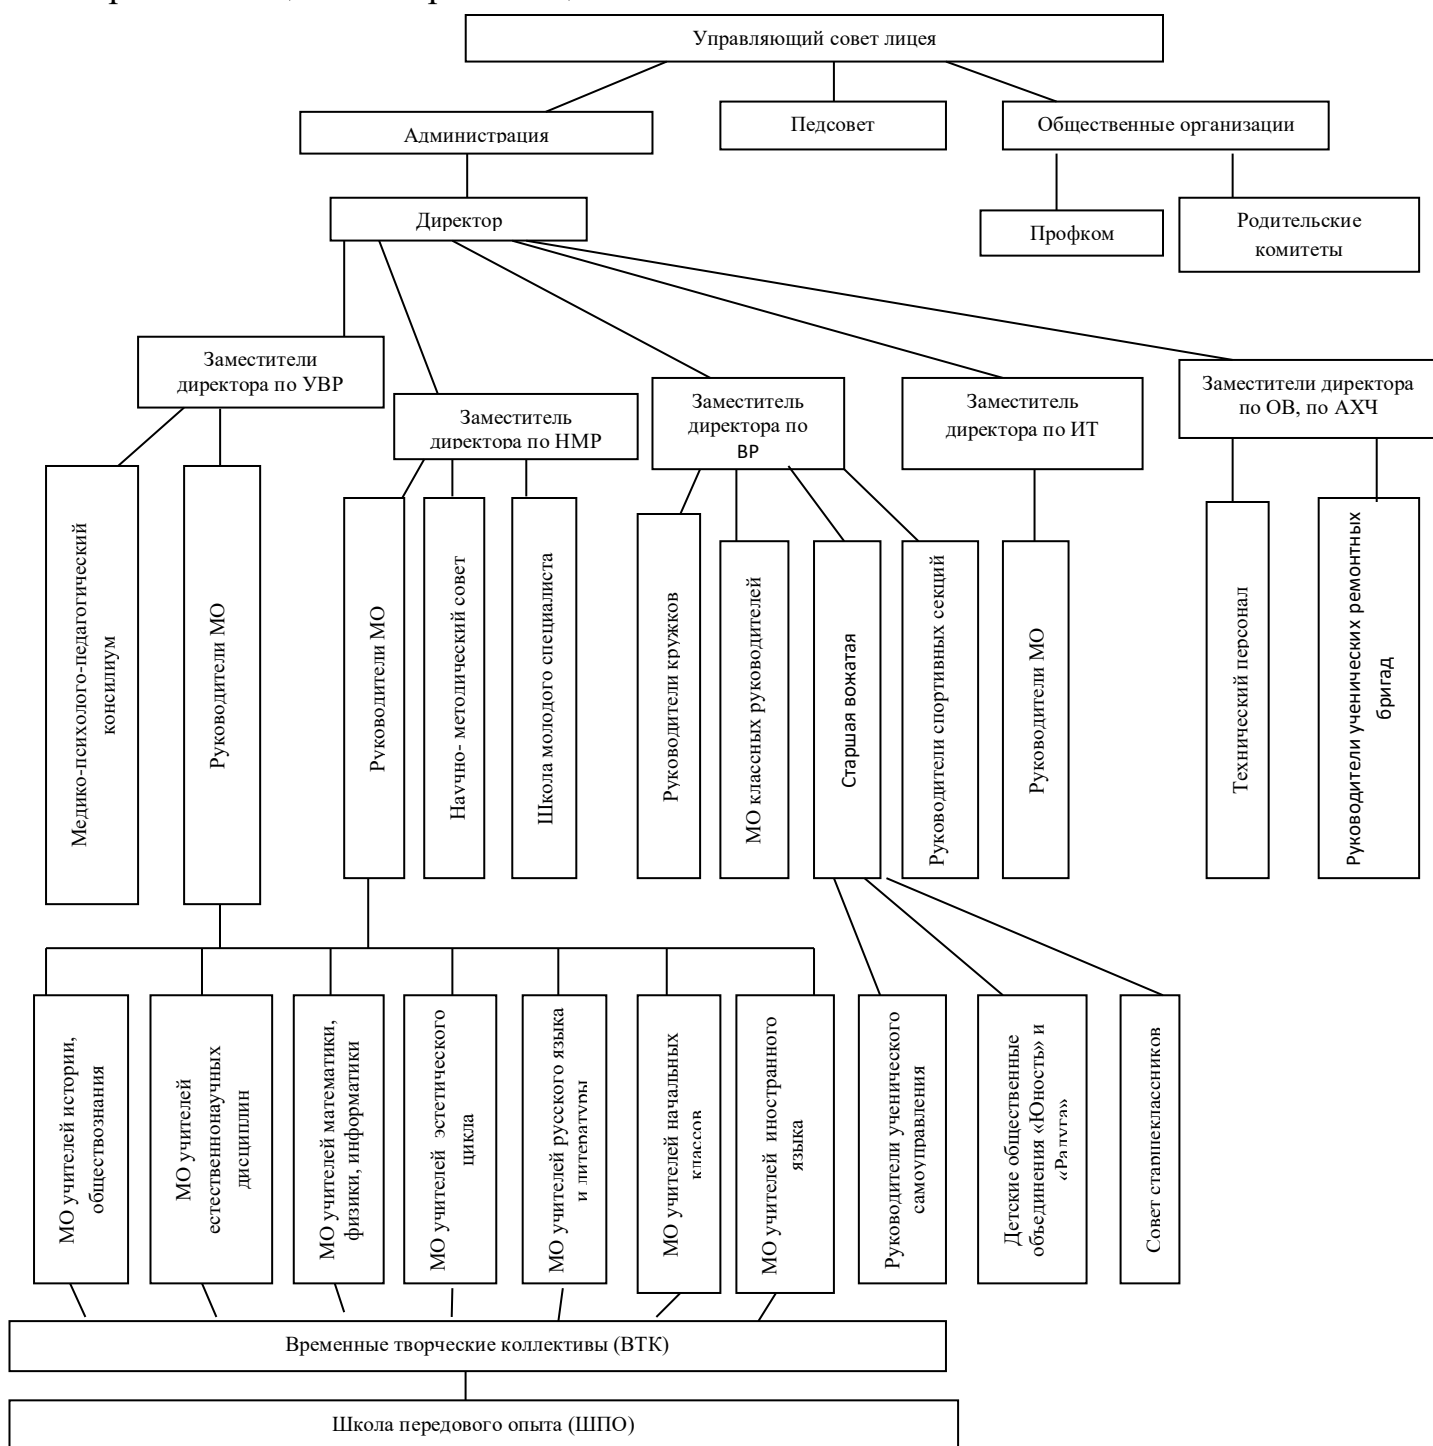 Управляющий совет лицея
Администрация
Педсовет
Общественные организации
Директор
Профком
Родительские
комитеты
Заместители
директора по УВР
Заместитель
директора по НМР
Заместитель
директора по
ВР
Заместитель
директора по ИТ
Заместители директора
по ОВ, по АХЧ
Медико-психолого-педагогический
консилиум
Руководители МО
Руководители МО
Научно- методический совет
Школа молодого специалиста
Руководители кружков
МО классных руководителей
Старшая вожатая
Руководители спортивных секций
Руководители МО
Технический персонал
Руководители ученических ремонтных
бригад
МО учителей истории,
обществознания
МО учителей
естественнонаучных
дисциплин
МО учителей математики,
физики, информатики
МО учителей эстетического
цикла
МО учителей русского языка
и литературы
МО учителей начальных
классов
МО учителей иностранного
языка
Руководители ученического
самоуправления
Детские общественные
объединения «Юность» и
«Радуга»
Совет старшеклассников
Временные творческие коллективы (ВТК)
Школа передового опыта (ШПО)